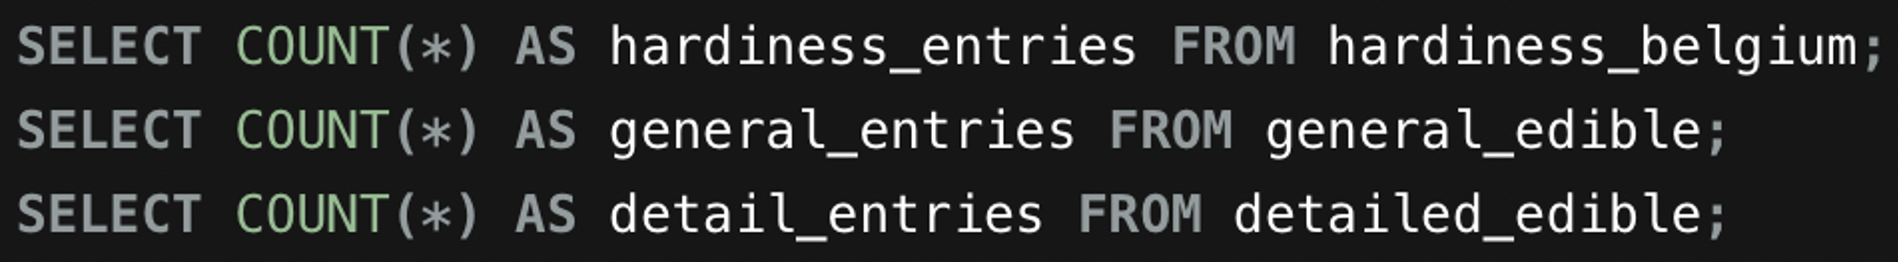 SELECT COUNT(*) AS hardiness_entries FROM hardiness_belgium;
SELECT COUNT(*) AS general_entries FROM general_edible;
SELECT COUNT(*) AS detail_entries FROM detailed_edible;